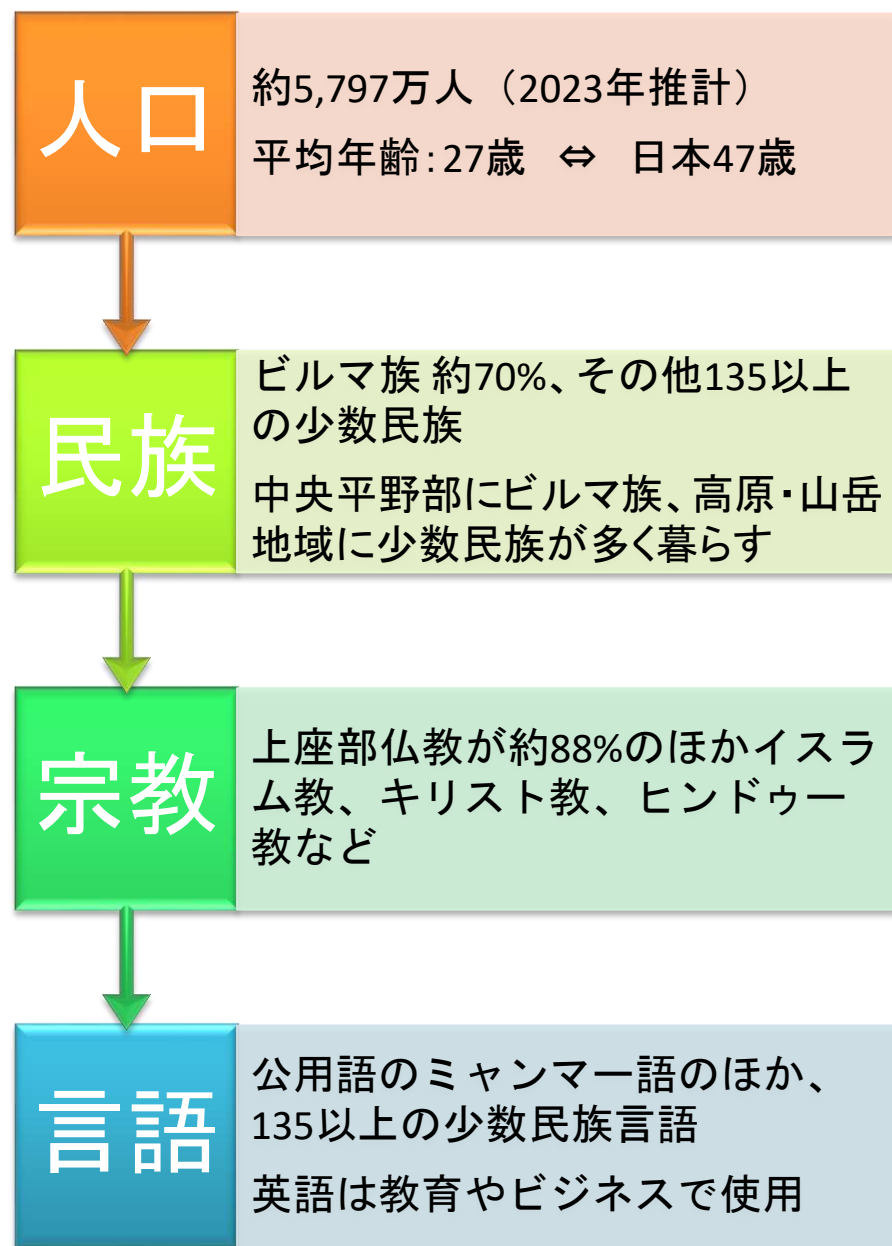 人口
約5,797万人（2023年推計）
平均年齢：27歳 ⇔ 日本47歳
民族
ビルマ族 約70%、その他135以上
の少数民族
中央平野部にビルマ族、高原・山岳
地域に少数民族が多く暮らす
宗教
上座部仏教が約88%のほかイスラ
ム教、キリスト教、ヒンドゥー
教など
言語
公用語のミャンマー語のほか、
135以上の少数民族言語
英語は教育やビジネスで使用